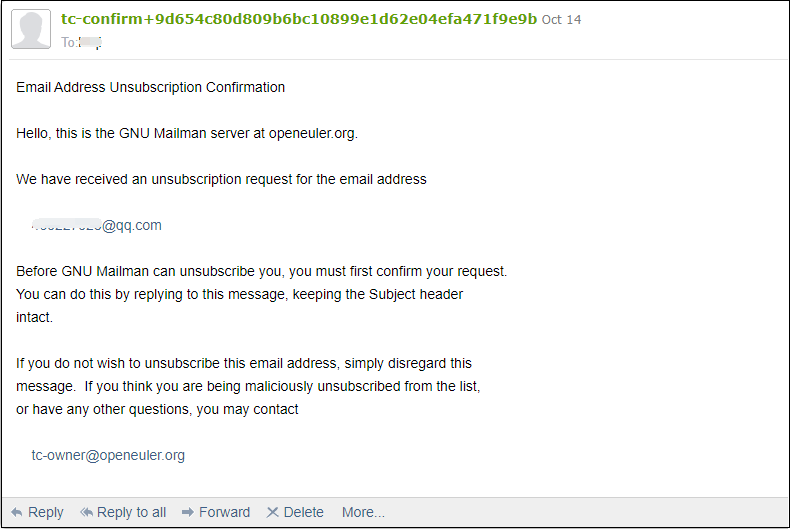 tc-confirm+9d654c80d809b6bc10899e1d62e04efa471f9e9b Oct 14
To:
Email Address Unsubscription Confirmation
Hello, this is the GNU Mailman server at openeuler.org.
We have received an unsubscription request for the email address
@qq.com
Before GNU Mailman can unsubscribe you, you must first confirm your request.
You can do this by replying to this message, keeping the Subject header
intact.
If you do not wish to unsubscribe this email address, simply disregard this
message.  If you think you are being maliciously unsubscribed from the list,
or have any other questions, you may contact
tc-owner@openeuler.org
Reply Reply to all Forward Delete More...